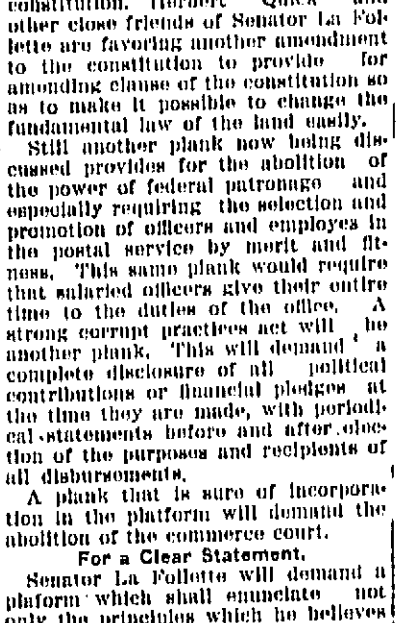 constitution. Herbert Quick and
other close friends of Senator La Fol-
lette are favoring another amendment
to the constitution to provide for
amending clause of the constitution so
as to make it possible to change the
fundamental law of the land easily.
Still another plank now being dis-
cussed provides for the abolition of
the power of federal patronage and
especially requiring the selection and
promotion of officers and employes in
the postal service by merit and fit-
ness. This same plank would require
that salaried officers give their entire
time to the duties of the office. A
strong corrupt practices act will be
another plank. This will demand a
complete disclosure of all political
contributions or financial pledges at
the time they are made, with periodi-
cal statements before and after elec-
tion of the purposes and recipients of
all disbursements.
A plank that is sure of incorpora-
tion in the platform will demand the
abolition of the commerce court.
For a Clear Statement.
Senator La Follette will demand a
plaform which shall enunciate not
only the principles which he believes